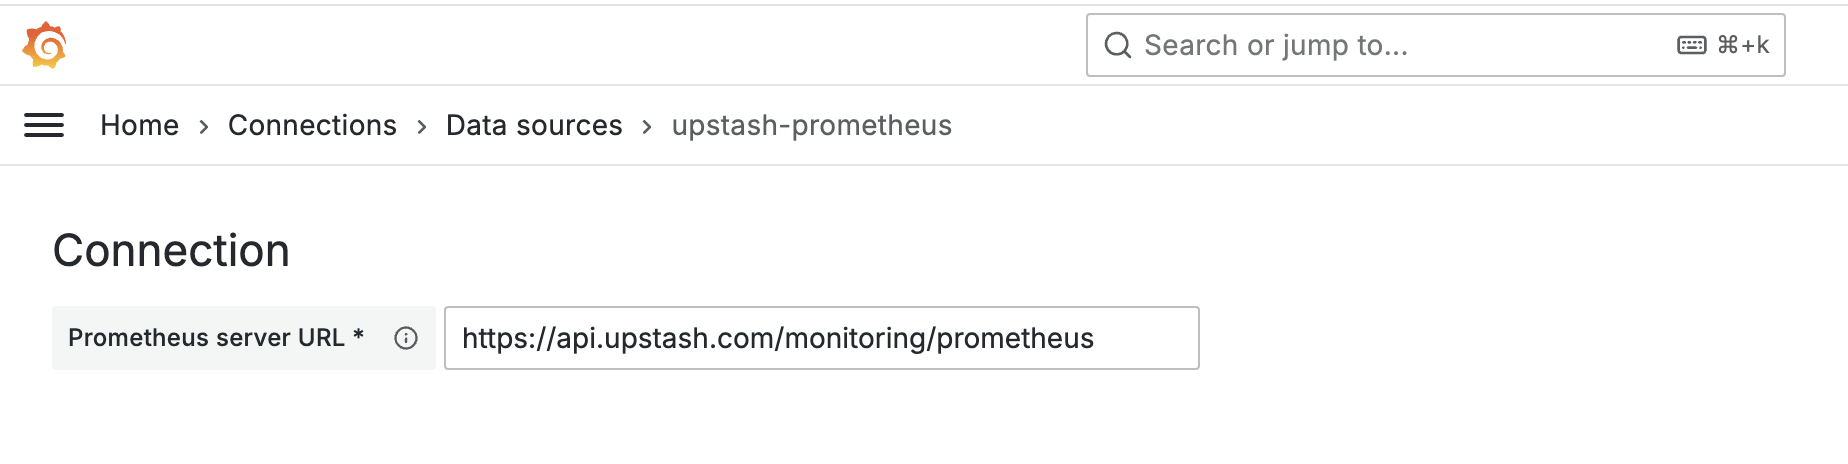 Search or jump to... ⌘+k
Home › Connections › Data sources › upstash-prometheus
Connection
Prometheus server URL * https://api.upstash.com/monitoring/prometheus